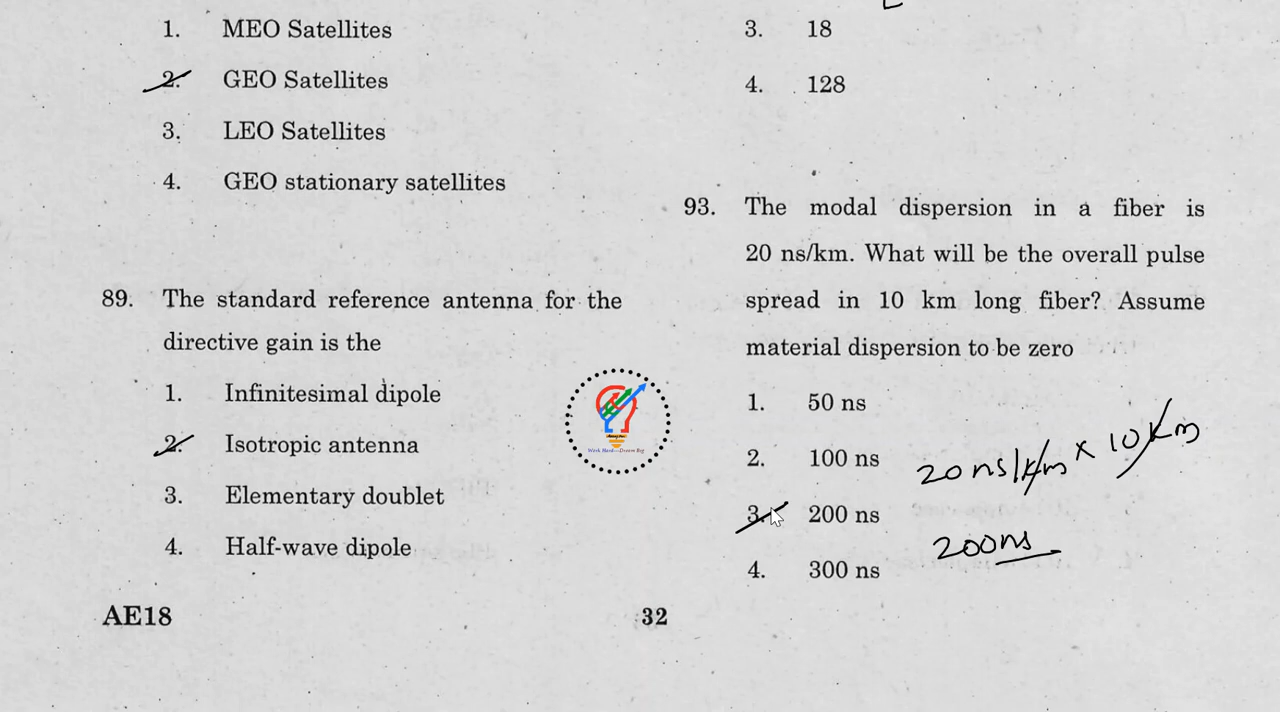 1. MEO Satellites
2. GEO Satellites
3. LEO Satellites
4. GEO stationary satellites
89. The standard reference antenna for the
directive gain is the
1. Infinitesimal dipole
2. Isotropic antenna
3. Elementary doublet
4. Half-wave dipole
3. 18
4. 128
93. The modal dispersion in a fiber is
20 ns/km. What will be the overall pulse
spread in 10 km long fiber? Assume
material dispersion to be zero
1. 50 ns
2. 100 ns
3. 200 ns
4. 300 ns
20 ns/km × 10 km
200ns
Work Hard—Dream Big
AE18
32